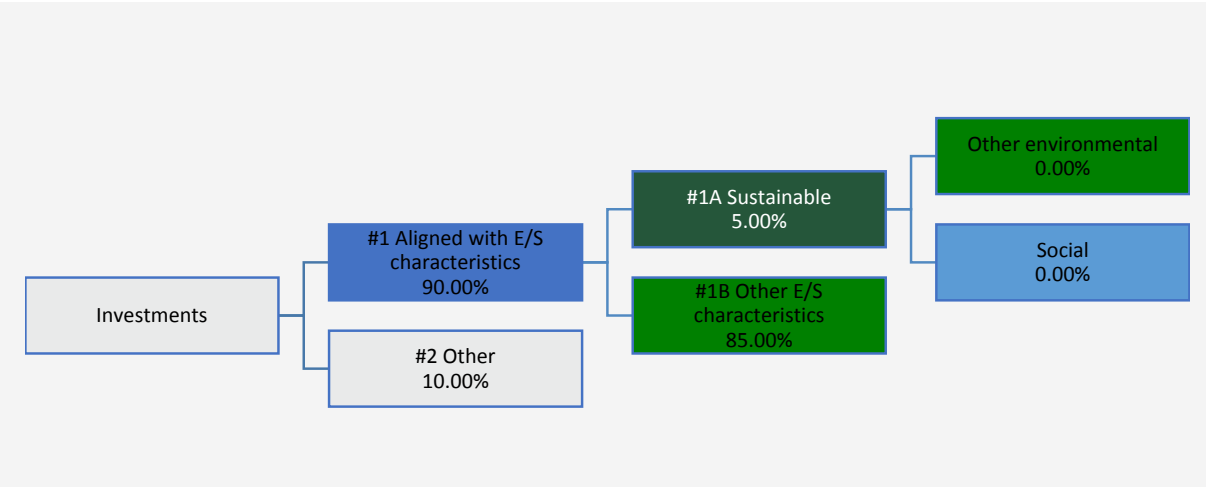 Investments
#1 Aligned with E/S
characteristics
90.00%
#2 Other
10.00%
#1A Sustainable
5.00%
#1B Other E/S
characteristics
85.00%
Other environmental
0.00%
Social
0.00%